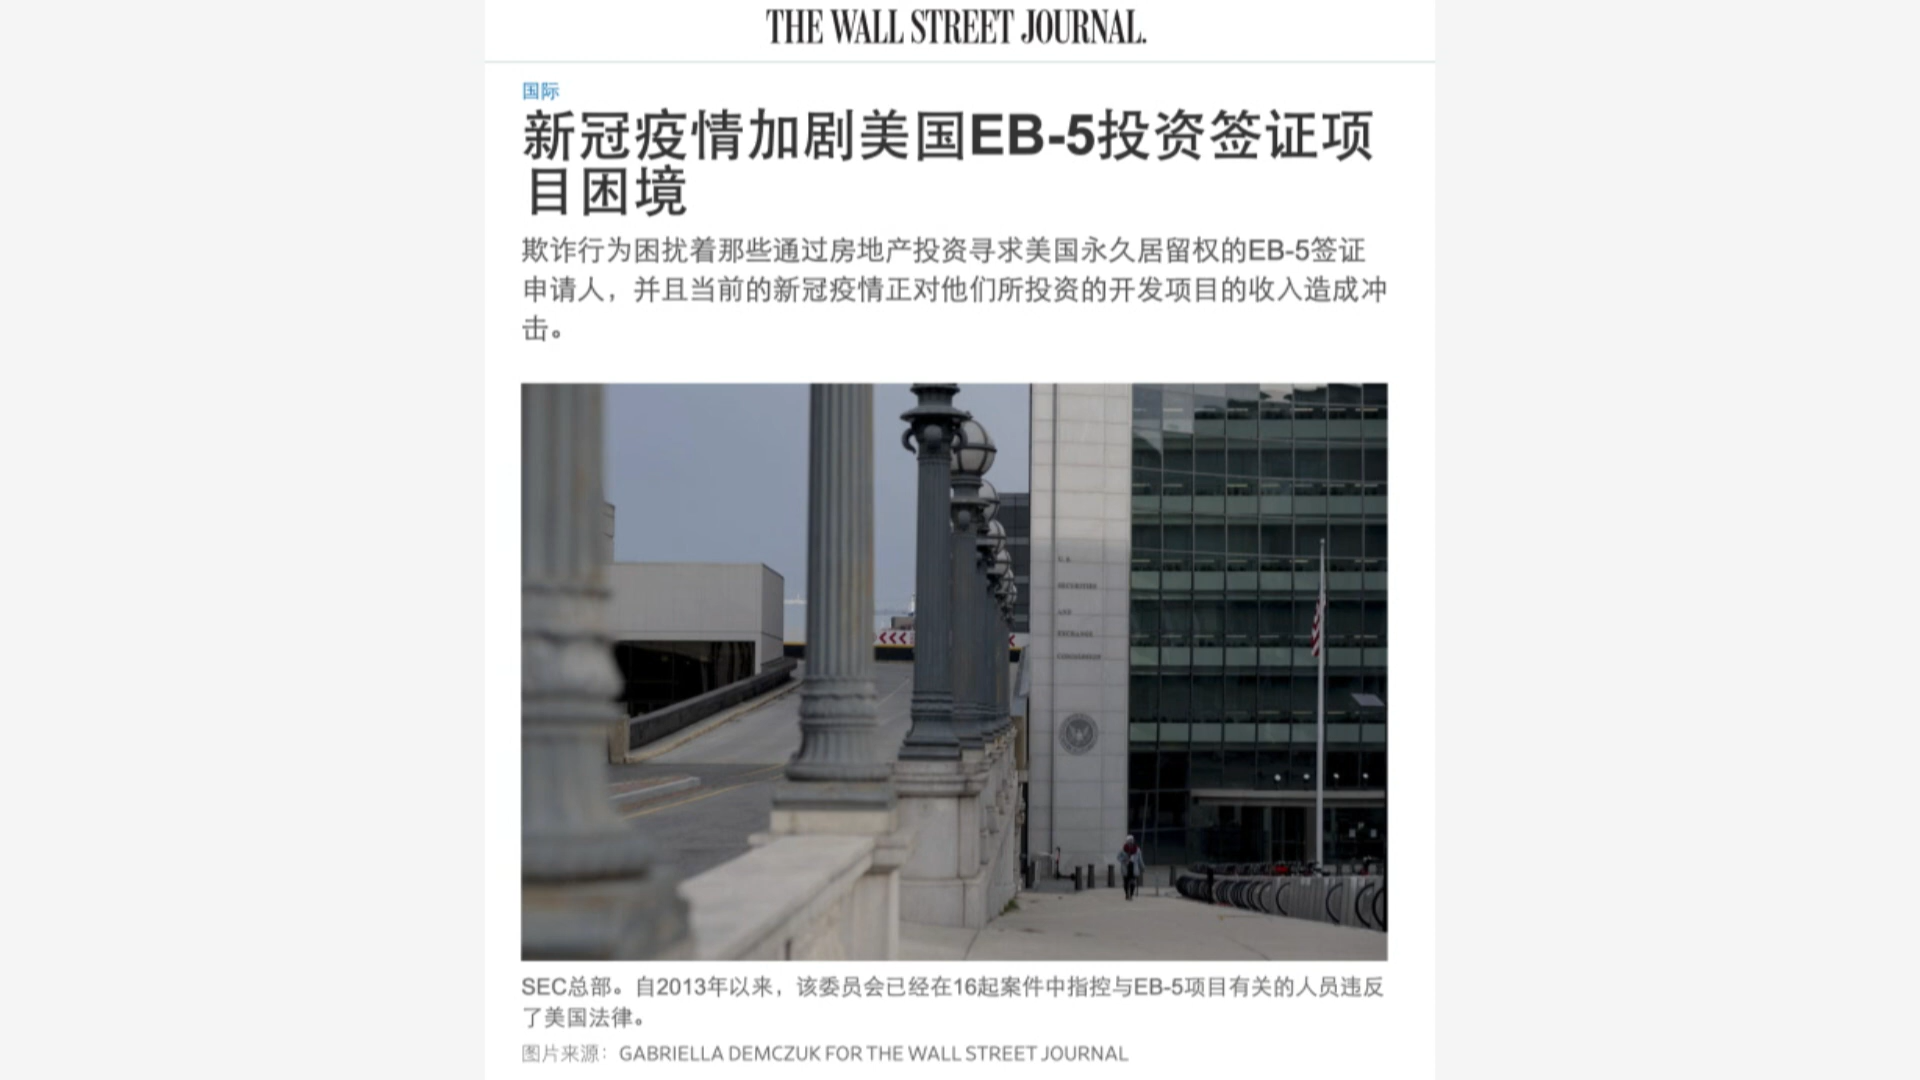 THE WALL STREET JOURNAL.
国际
新冠疫情加剧美国EB-5投资签证项
目困境
欺诈行为困扰着那些通过房地产投资寻求美国永久居留权的EB-5签证
申请人，并且当前的新冠疫情正对他们所投资的开发项目的收入造成冲
击。
U.S.
SECURITIES
AND
EXCHANGE
COMMISSION
SEC总部。自2013年以来，该委员会已经在16起案件中指控与EB-5项目有关的人员违反
了美国法律。
图片来源：GABRIELLA DEMCZUK FOR THE WALL STREET JOURNAL